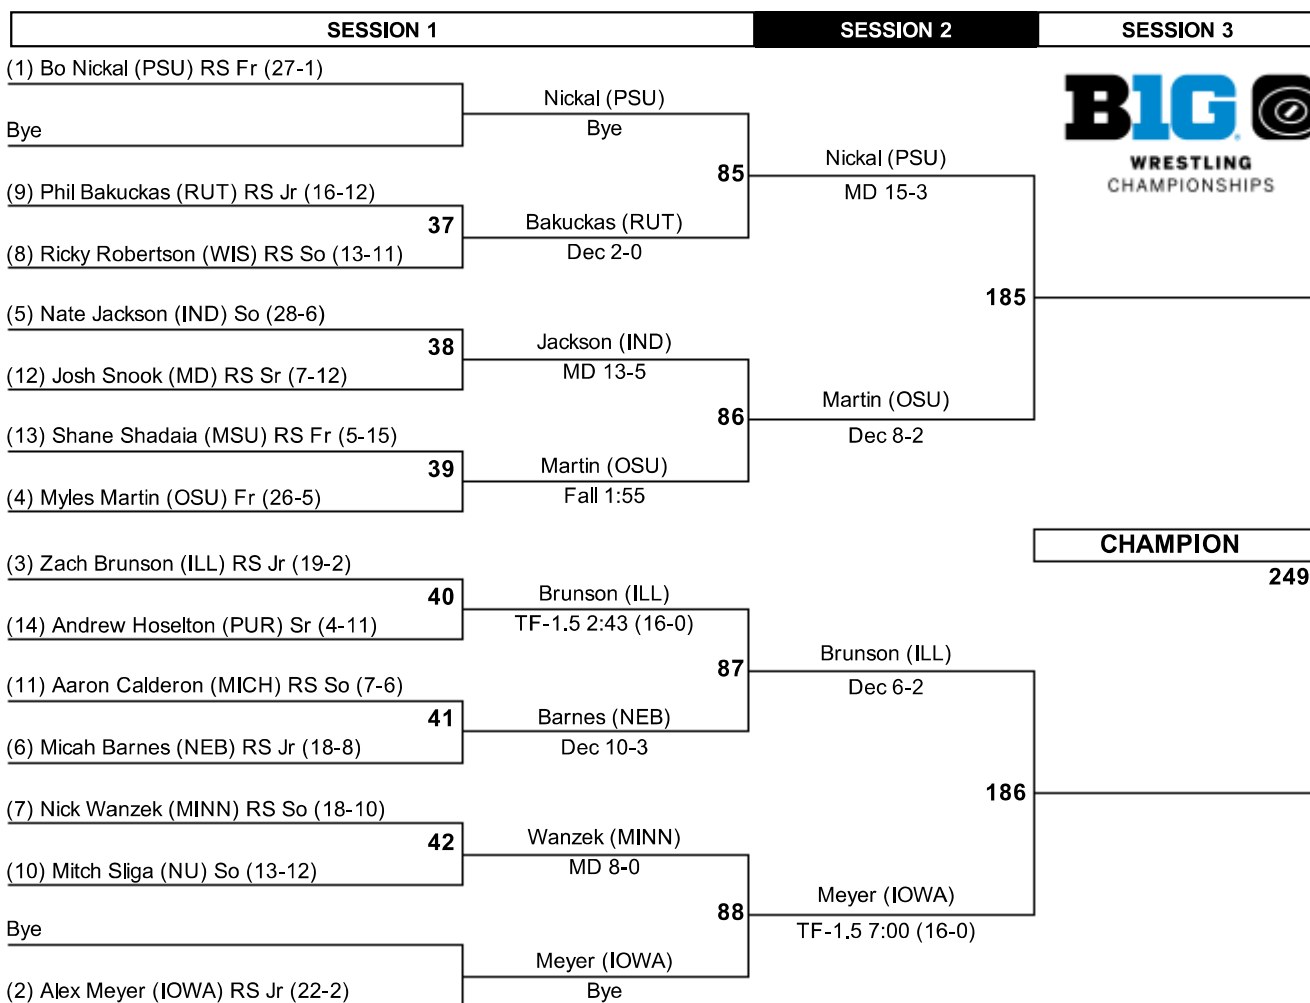 SESSION 1
SESSION 2
SESSION 3
(1) Bo Nickal (PSU) RS Fr (27-1)
Bye
Nickal (PSU)
Bye
(9) Phil Bakuckas (RUT) RS Jr (16-12)
37
(8) Ricky Robertson (WIS) RS So (13-11)
Bakuckas (RUT)
Dec 2-0
85
Nickal (PSU)
MD 15-3
(5) Nate Jackson (IND) So (28-6)
38
(12) Josh Snook (MD) RS Sr (7-12)
Jackson (IND)
MD 13-5
(13) Shane Shadaia (MSU) RS Fr (5-15)
39
(4) Myles Martin (OSU) Fr (26-5)
Martin (OSU)
Fall 1:55
86
Martin (OSU)
Dec 8-2
185
(3) Zach Brunson (ILL) RS Jr (19-2)
40
(14) Andrew Hoselton (PUR) Sr (4-11)
Brunson (ILL)
TF-1.5 2:43 (16-0)
(11) Aaron Calderon (MICH) RS So (7-6)
41
(6) Micah Barnes (NEB) RS Jr (18-8)
Barnes (NEB)
Dec 10-3
87
Brunson (ILL)
Dec 6-2
(7) Nick Wanzek (MINN) RS So (18-10)
42
(10) Mitch Sliga (NU) So (13-12)
Wanzek (MINN)
MD 8-0
Bye
(2) Alex Meyer (IOWA) RS Jr (22-2)
Meyer (IOWA)
Bye
88
Meyer (IOWA)
TF-1.5 7:00 (16-0)
186
B1G
WRESTLING
CHAMPIONSHIPS
CHAMPION
249